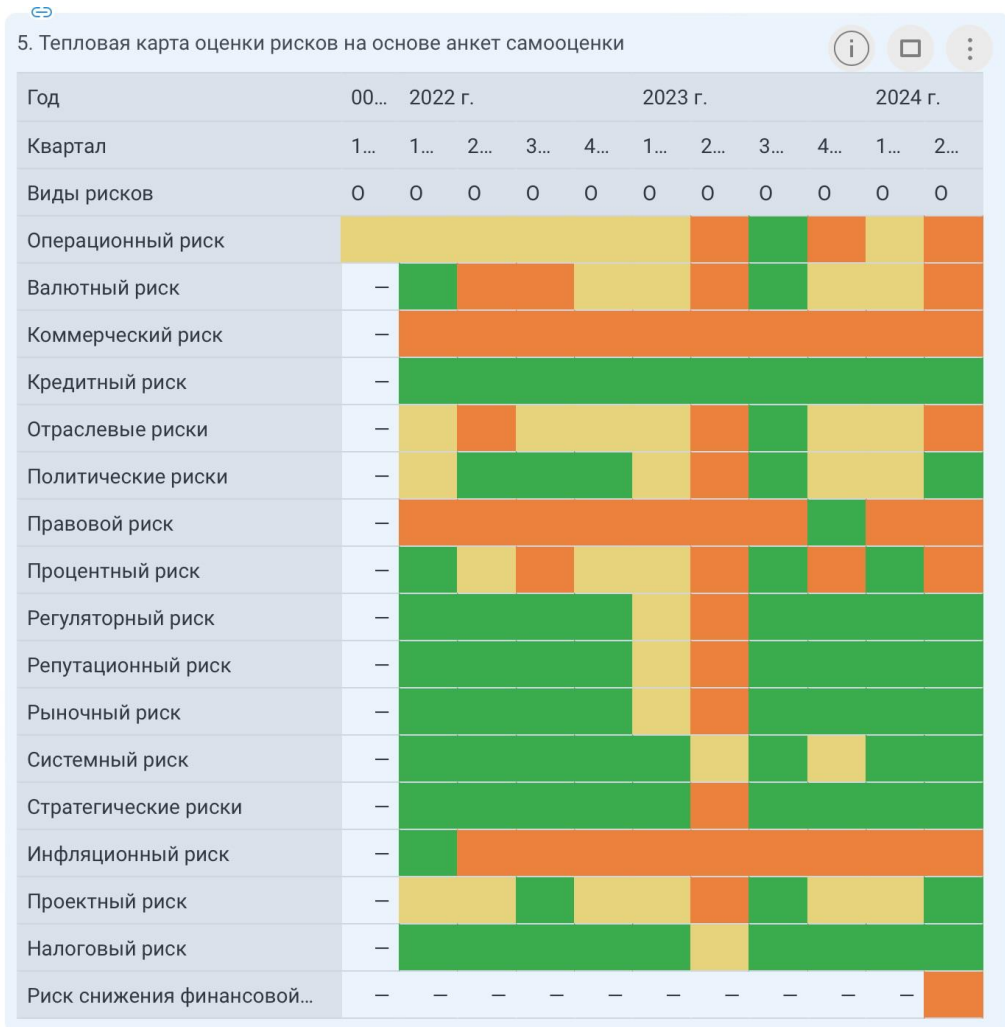 5. Тепловая карта оценки рисков на основе анкет самооценки
Год 00... 2022 г. 2023 г. 2024 г.
Квартал 1... 1... 2... 3... 4... 1... 2... 3... 4... 1... 2...
Виды рисков О О О О О О О О О О О
Операционный риск
Валютный риск —
Коммерческий риск —
Кредитный риск —
Отраслевые риски —
Политические риски —
Правовой риск —
Процентный риск —
Регуляторный риск —
Репутационный риск —
Рыночный риск —
Системный риск —
Стратегические риски —
Инфляционный риск —
Проектный риск —
Налоговый риск —
Риск снижения финансовой... — — — — — — — — — —